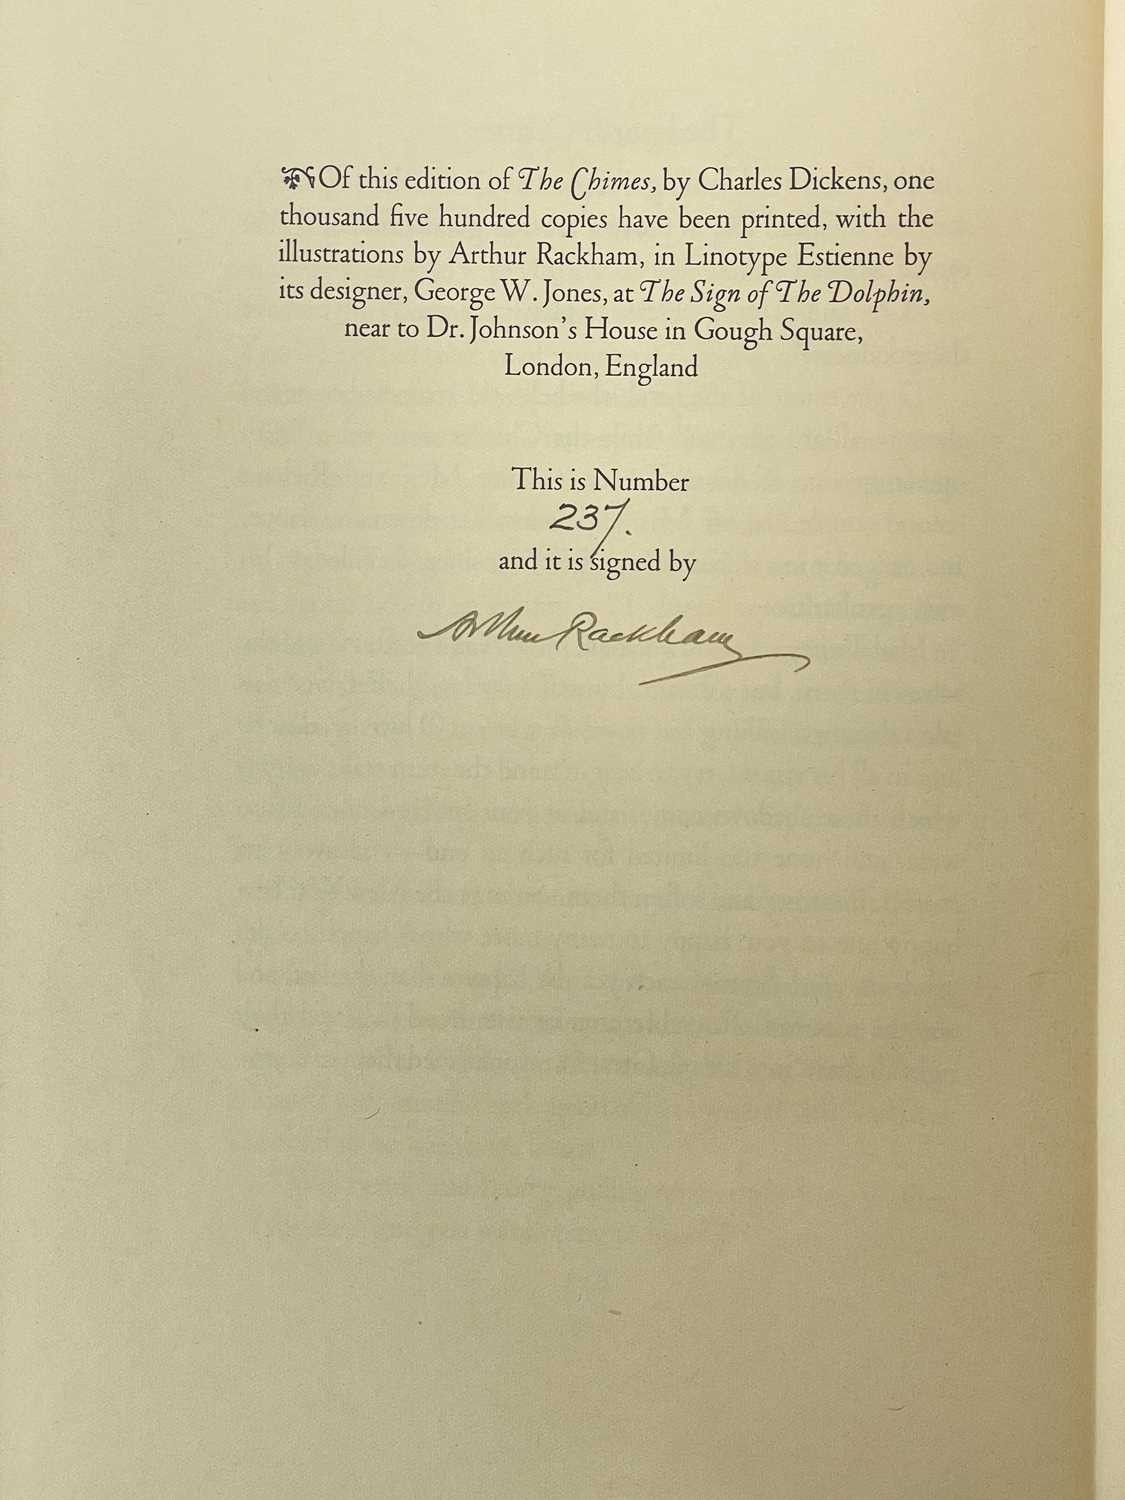 Of this edition of The Chimes, by Charles Dickens, one
thousand five hundred copies have been printed, with the
illustrations by Arthur Rackham, in Linotype Estienne by
its designer, George W. Jones, at The Sign of The Dolphin,
near to Dr. Johnson's House in Gough Square,
London, England
This is Number
237.
and it is signed by
Arthur Rackham